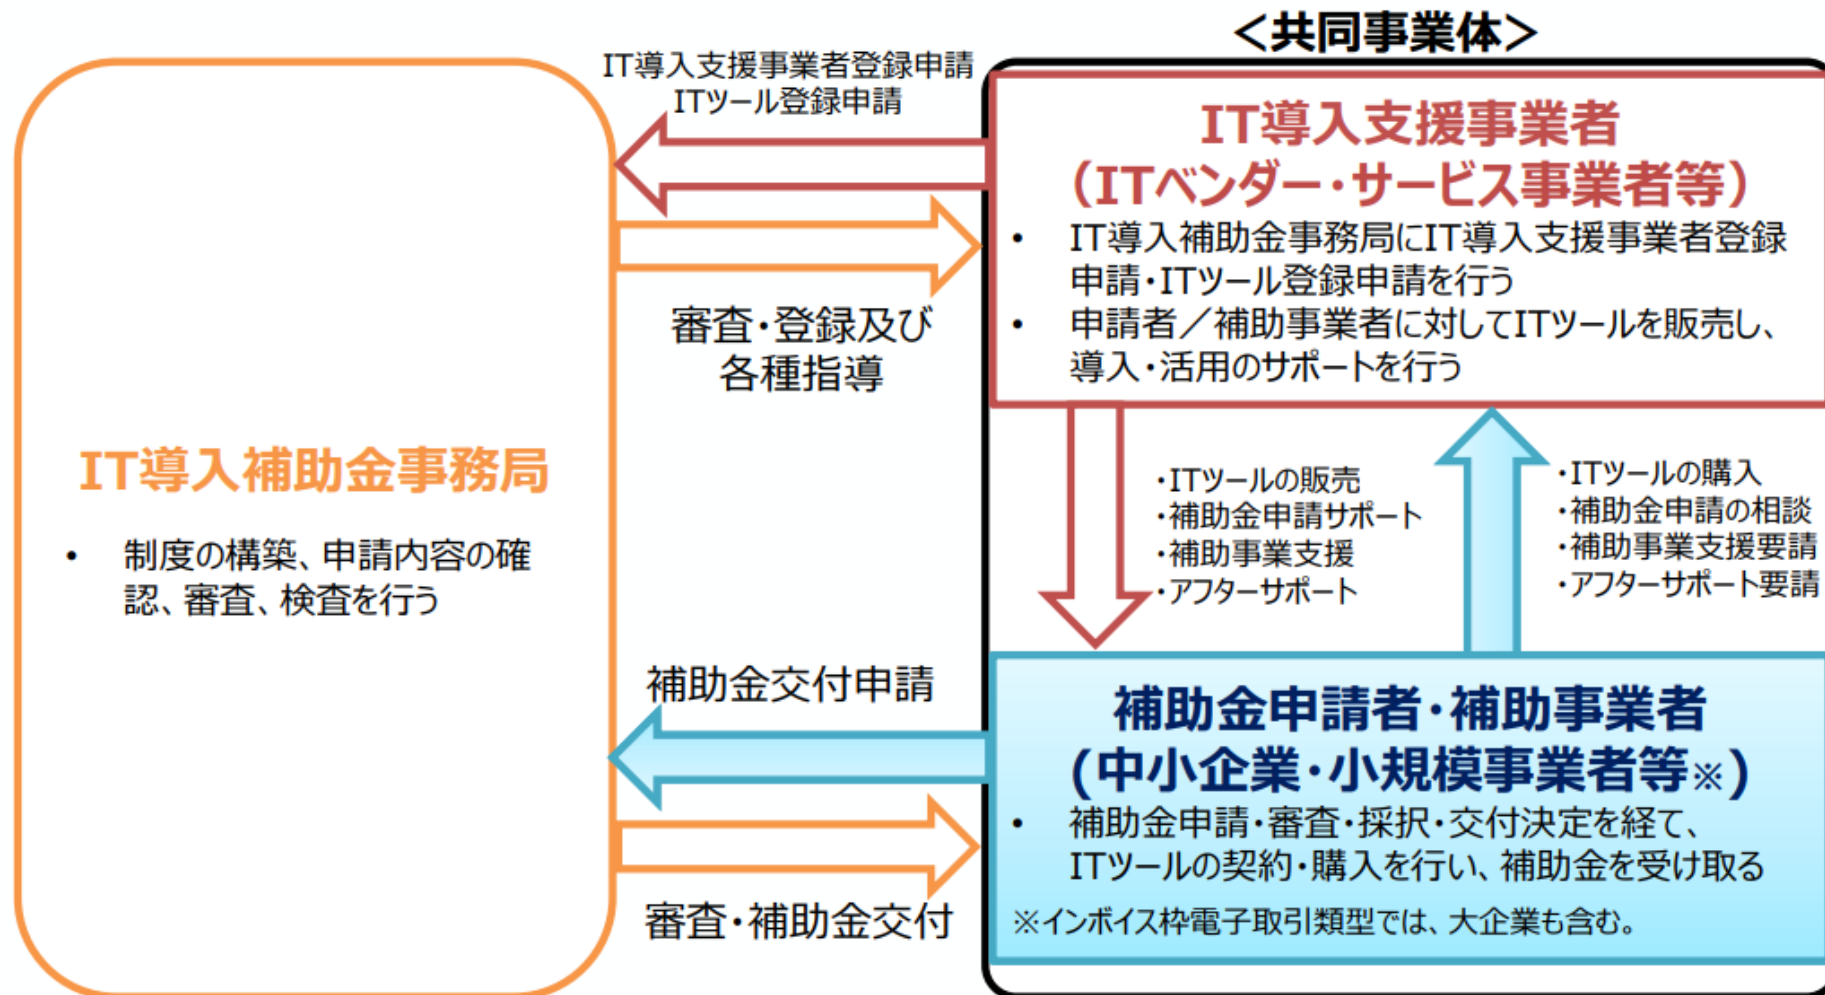 <共同事業体>
IT導入支援事業者登録申請
ITツール登録申請
IT導入支援事業者
（ITベンダー・サービス事業者等）
• IT導入補助金事務局にIT導入支援事業者登録
申請・ITツール登録申請を行う
• 申請者／補助事業者に対してITツールを販売し、
導入・活用のサポートを行う
審査・登録及び
各種指導
IT導入補助金事務局
• 制度の構築、申請内容の確
認、審査、検査を行う
・ITツールの販売
・補助金申請サポート
・補助事業支援
・アフターサポート
・ITツールの購入
・補助金申請の相談
・補助事業支援要請
・アフターサポート要請
補助金交付申請
補助金申請者・補助事業者
(中小企業・小規模事業者等※)
• 補助金申請・審査・採択・交付決定を経て、
ITツールの契約・購入を行い、補助金を受け取る
※インボイス枠電子取引類型では、大企業も含む。
審査・補助金交付